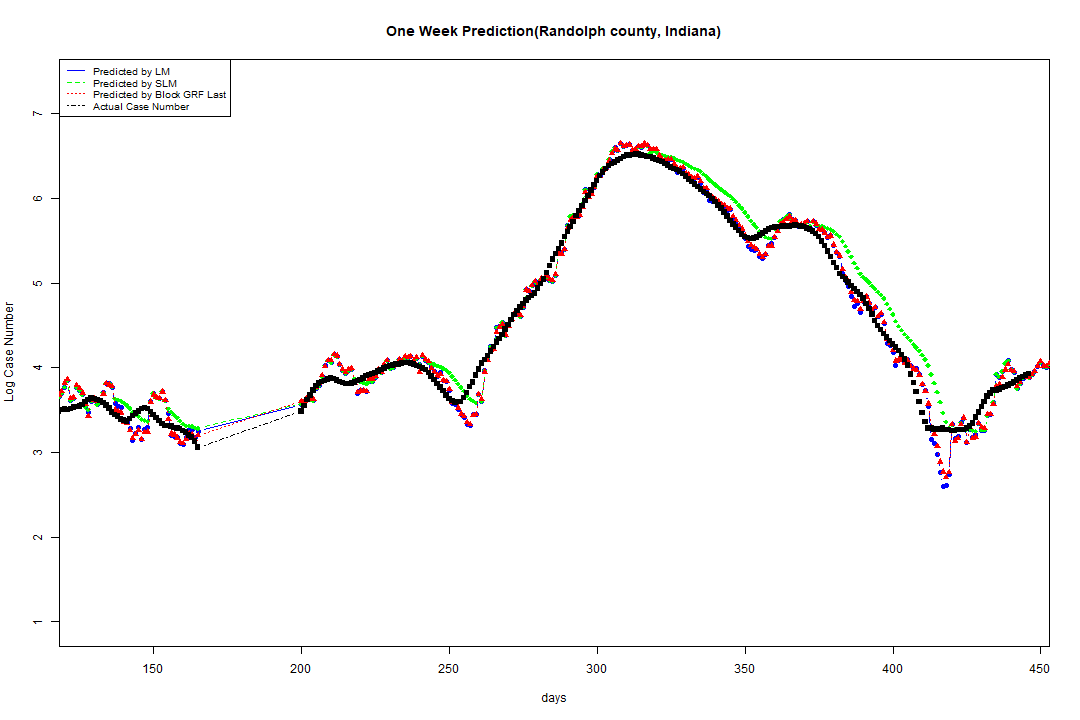 One Week Prediction(Randolph county, Indiana)
Predicted by LM
Predicted by SLM
Predicted by Block GRF Last
Actual Case Number
7
6
5
4
3
2
1
Log Case Number
150 200 250 300 350 400 450
days